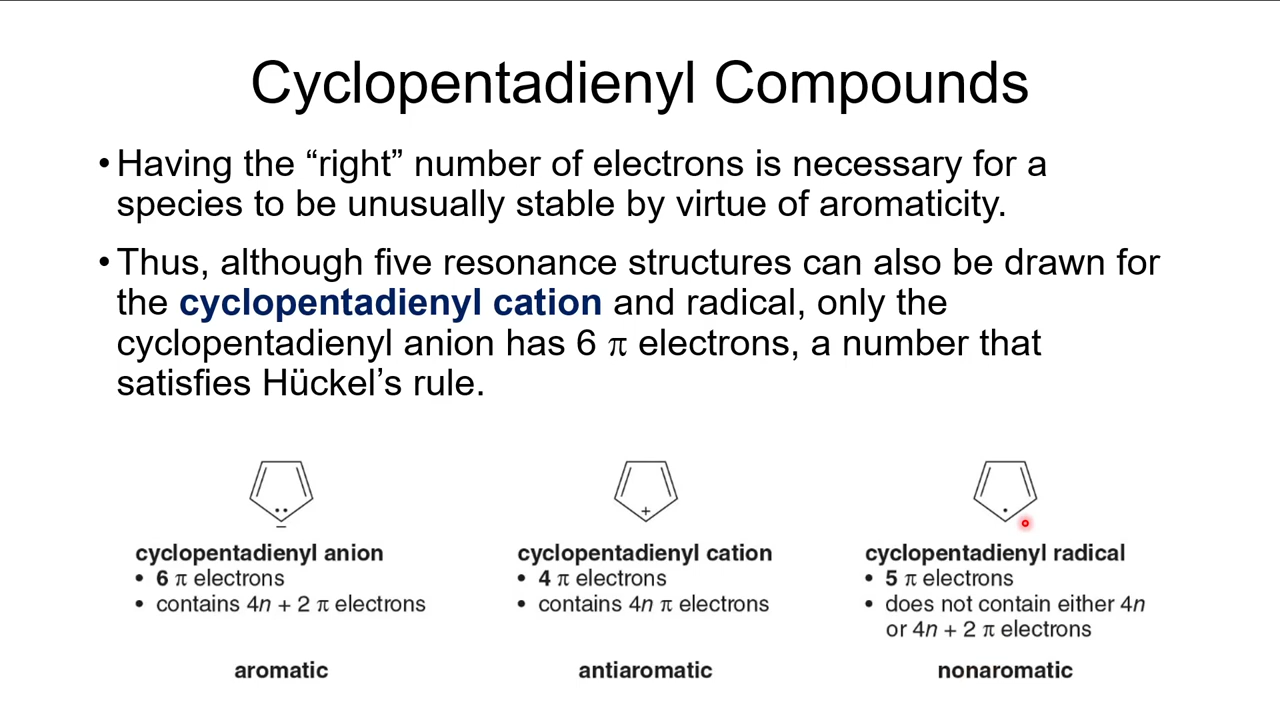 Cyclopentadienyl Compounds
• Having the “right” number of electrons is necessary for a
species to be unusually stable by virtue of aromaticity.
• Thus, although five resonance structures can also be drawn for
the cyclopentadienyl cation and radical, only the
cyclopentadienyl anion has 6 π electrons, a number that
satisfies Hückel’s rule.
cyclopentadienyl anion
• 6 π electrons
• contains 4n + 2 π electrons
aromatic
+
cyclopentadienyl cation
• 4 π electrons
• contains 4n π electrons
antiaromatic
cyclopentadienyl radical
• 5 π electrons
• does not contain either 4n
or 4n + 2 π electrons
nonaromatic